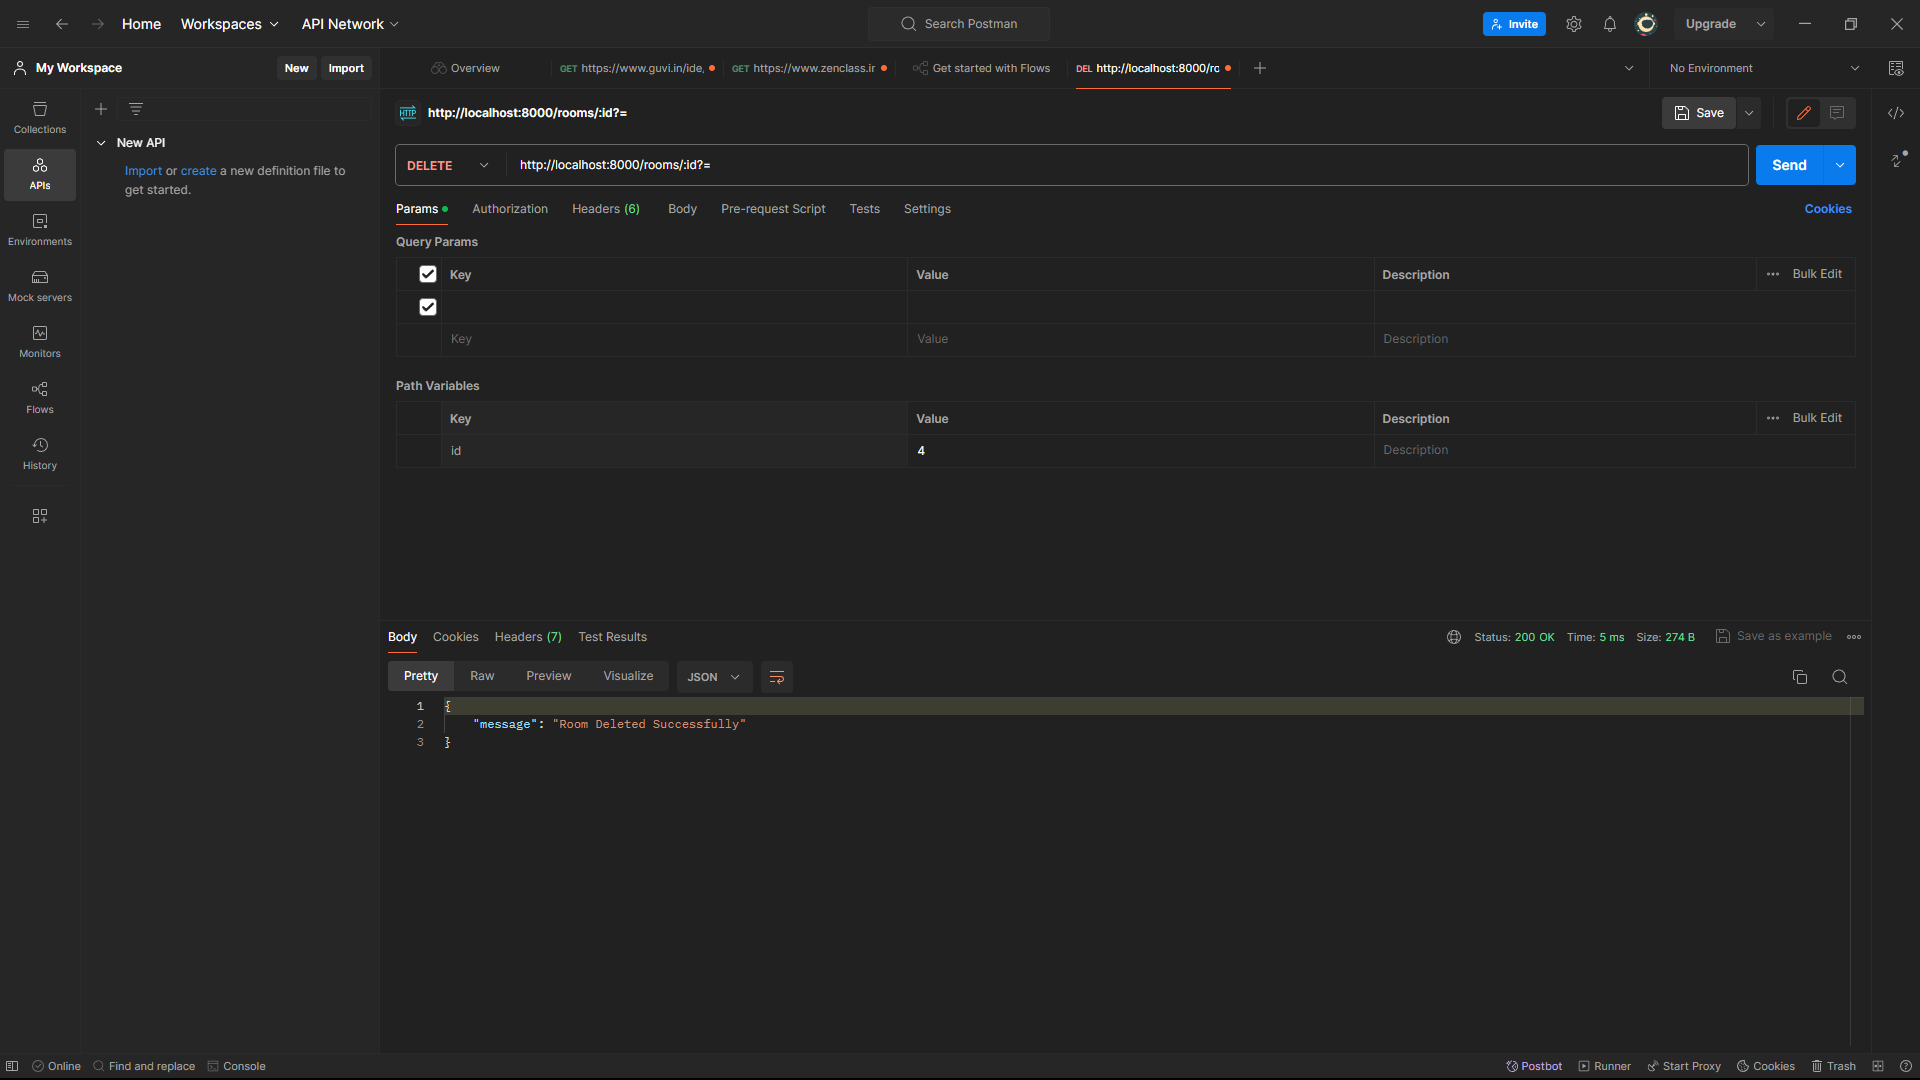 Home Workspaces API Network
Search Postman
Invite
Upgrade
My Workspace
New Import
Overview
GET https://www.guvi.in/ide,
GET https://www.zenclass.ir
Get started with Flows
DEL http://localhost:8000/ro
No Environment
Collections
APIs
Environments
Mock servers
Monitors
Flows
History
New API
Import or create a new definition file to
get started.
HTTP http://localhost:8000/rooms/:id?=
Save
DELETE http://localhost:8000/rooms/:id?=
Send
Params Authorization Headers (6) Body Pre-request Script Tests Settings
Cookies
Query Params
Key Value Description Bulk Edit
Key Value Description
Path Variables
Key Value Description Bulk Edit
id 4 Description
Body Cookies Headers (7) Test Results
Status: 200 OK Time: 5 ms Size: 274 B Save as example
Pretty Raw Preview Visualize JSON
1 {
2 "message": "Room Deleted Successfully"
3 }
Online Find and replace Console
Postbot Runner Start Proxy Cookies Trash